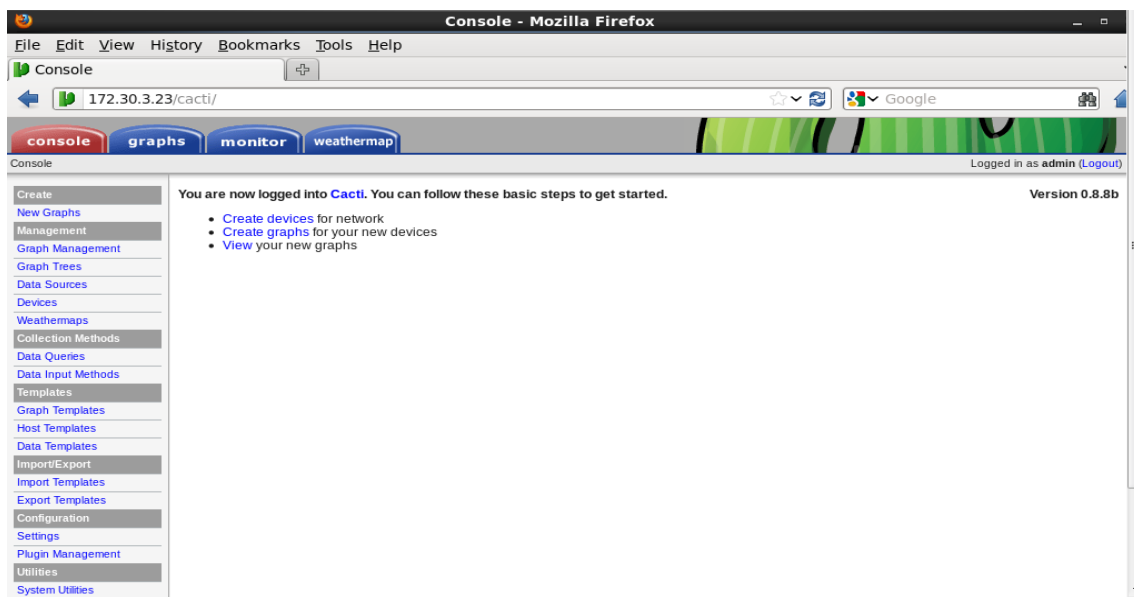 Console - Mozilla Firefox
File Edit View History Bookmarks Tools Help
Console
172.30.3.23/cacti/
Google
console graphs monitor weathermap
Console
Logged in as admin (Logout)
Create
New Graphs
Management
Graph Management
Graph Trees
Data Sources
Devices
Weathermaps
Collection Methods
Data Queries
Data Input Methods
Templates
Graph Templates
Host Templates
Data Templates
Import/Export
Import Templates
Export Templates
Configuration
Settings
Plugin Management
Utilities
System Utilities
You are now logged into Cacti. You can follow these basic steps to get started.
Version 0.8.8b
• Create devices for network
• Create graphs for your new devices
• View your new graphs